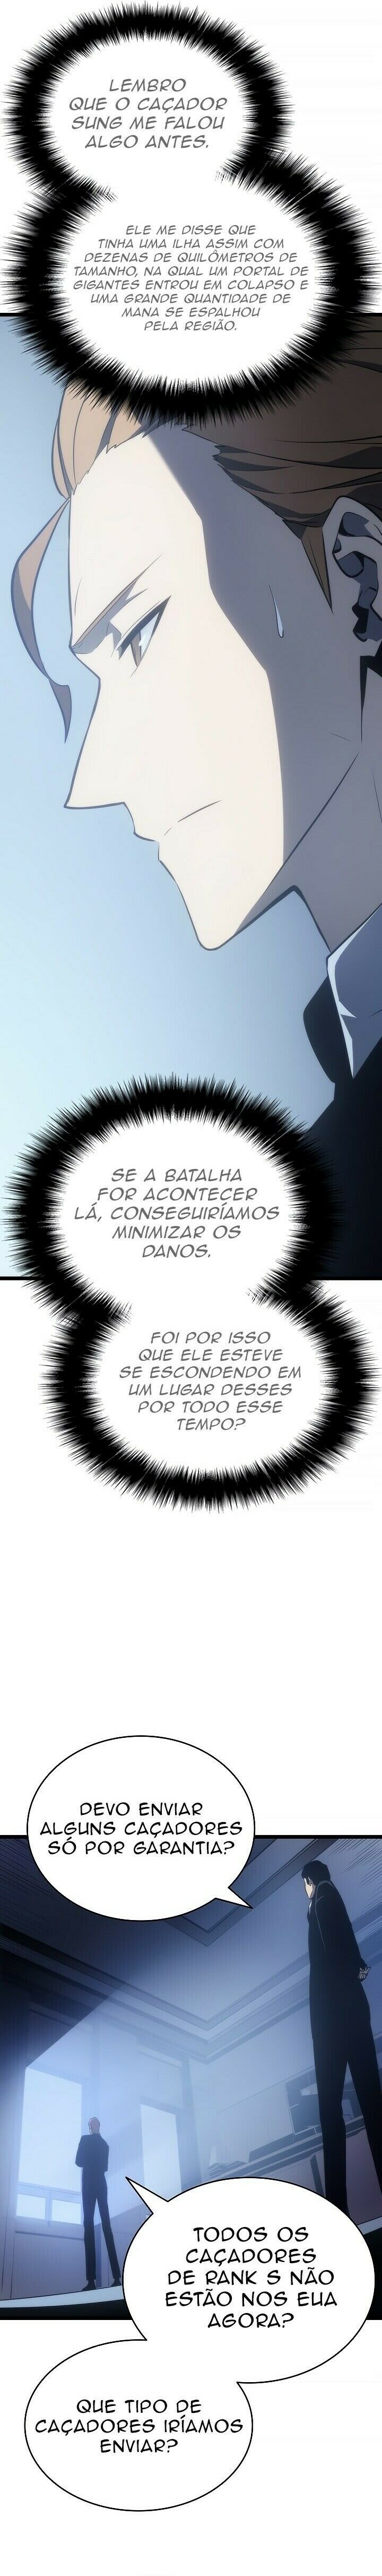 LEMBRO
QUE O CAÇADOR
SUNG ME FALOU
ALGO ANTES.
ELE ME DISSE QUE
TINHA UMA ILHA ASSIM COM
DEZENAS DE QUILÔMETROS DE
TAMANHO, NA QUAL UM PORTAL DE
GIGANTES ENTROU EM COLAPSO E
UMA GRANDE QUANTIDADE DE
MANA SE ESPALHOU
PELA REGIÃO.
SE A BATALHA
FOR ACONTECER
LÁ, CONSEGUIRÍAMOS
MINIMIZAR OS
DANOS.
FOI POR ISSO
QUE ELE ESTEVE
SE ESCONDENDO EM
UM LUGAR DESSES
POR TODO ESSE
TEMPO?
DEVO ENVIAR
ALGUNS CAÇADORES
SÓ POR GARANTIA?
TODOS OS
CAÇADORES
DE RANK S NÃO
ESTÃO NOS EUA
AGORA?
QUE TIPO DE
CAÇADORES IRÍAMOS
ENVIAR?